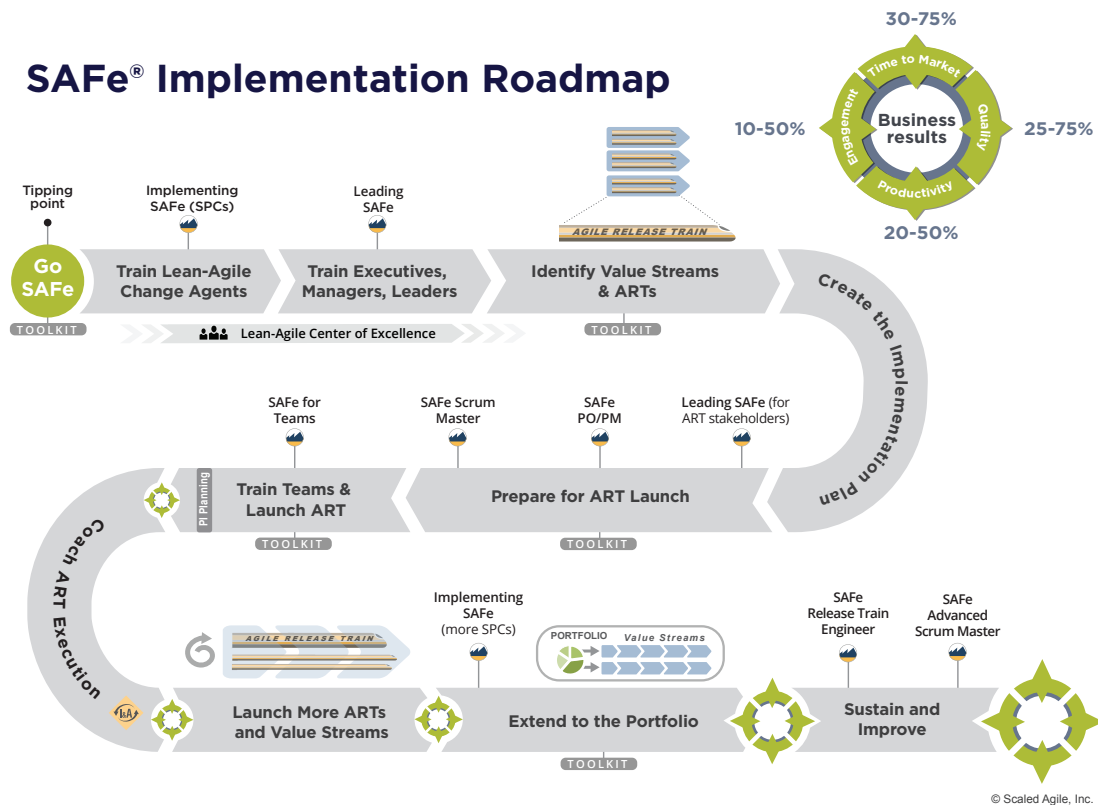 SAFe® Implementation Roadmap
30-75%
Time to Market
10-50%
Engagement
Business
results
Quality
25-75%
Productivity
20-50%
Tipping
point
Implementing
SAFe (SPCs)
Leading
SAFe
AGILE RELEASE TRAIN
Go
SAFe
Train Lean-Agile
Change Agents
Train Executives,
Managers, Leaders
Identify Value Streams
& ARTs
TOOLKIT
Lean-Agile Center of Excellence
TOOLKIT
Create the Implementation Plan
SAFe for
Teams
SAFe Scrum
Master
SAFe
PO/PM
Leading SAFe (for
ART stakeholders)
PI Planning
Train Teams &
Launch ART
Prepare for ART Launch
TOOLKIT
TOOLKIT
Coach ART Execution
I&A
AGILE RELEASE TRAIN
Implementing
SAFe
(more SPCs)
PORTFOLIO
Value Streams
SAFe
Release Train
Engineer
SAFe
Advanced
Scrum Master
Launch More ARTs
and Value Streams
Extend to the Portfolio
Sustain and
Improve
TOOLKIT
© Scaled Agile, Inc.